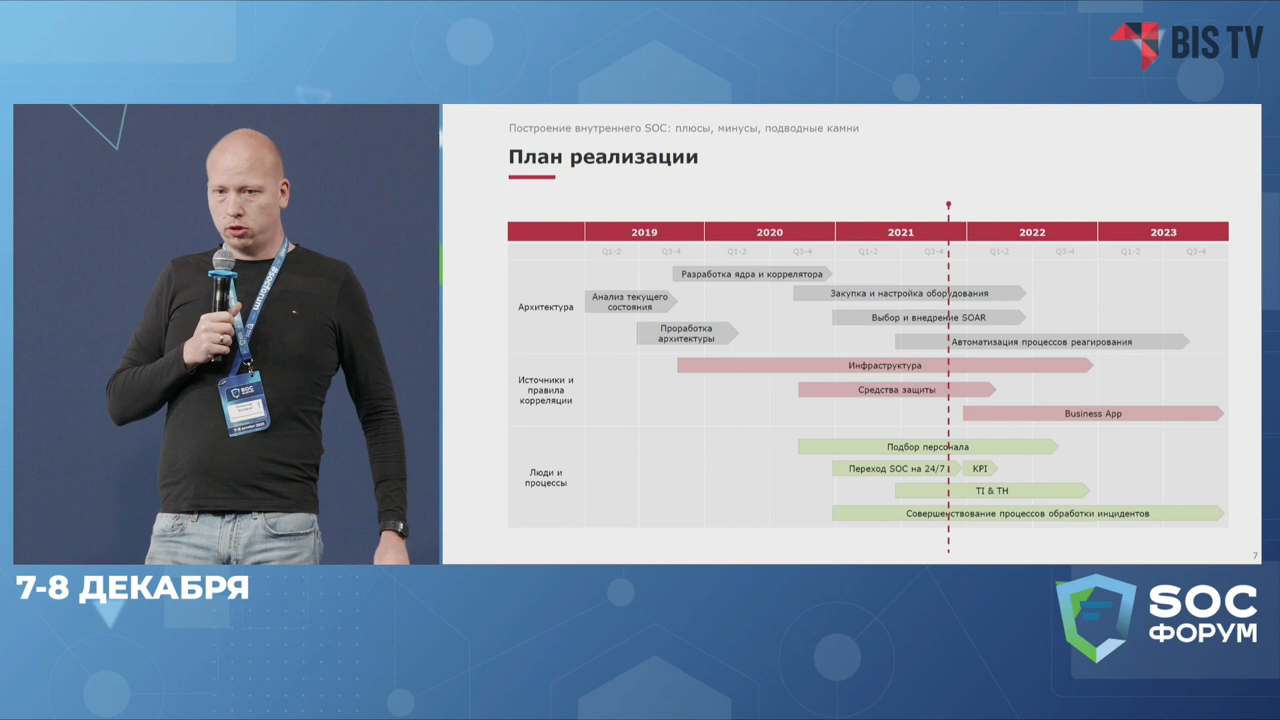 BIS TV
Построение внутреннего SOC: плюсы, минусы, подводные камни
План реализации
2019 2020 2021 2022 2023
Q1-2 Q3-4 Q1-2 Q3-4 Q1-2 Q3-4 Q1-2 Q3-4 Q1-2 Q3-4
Архитектура
Разработка ядра и коррелятора
Анализ текущего
состояния
Проработка
архитектуры
Закупка и настройка оборудования
Выбор и внедрение SOAR
Автоматизация процессов реагирования
Источники и
правила
корреляции
Инфраструктура
Средства защиты
Business App
Люди и
процессы
Подбор персонала
Переход SOC на 24/7
KPI
TI & TH
Совершенствование процессов обработки инцидентов
7
#socforum
SOC
ФОРУМ
7-8 ДЕКАБРЯ
SOC
ФОРУМ